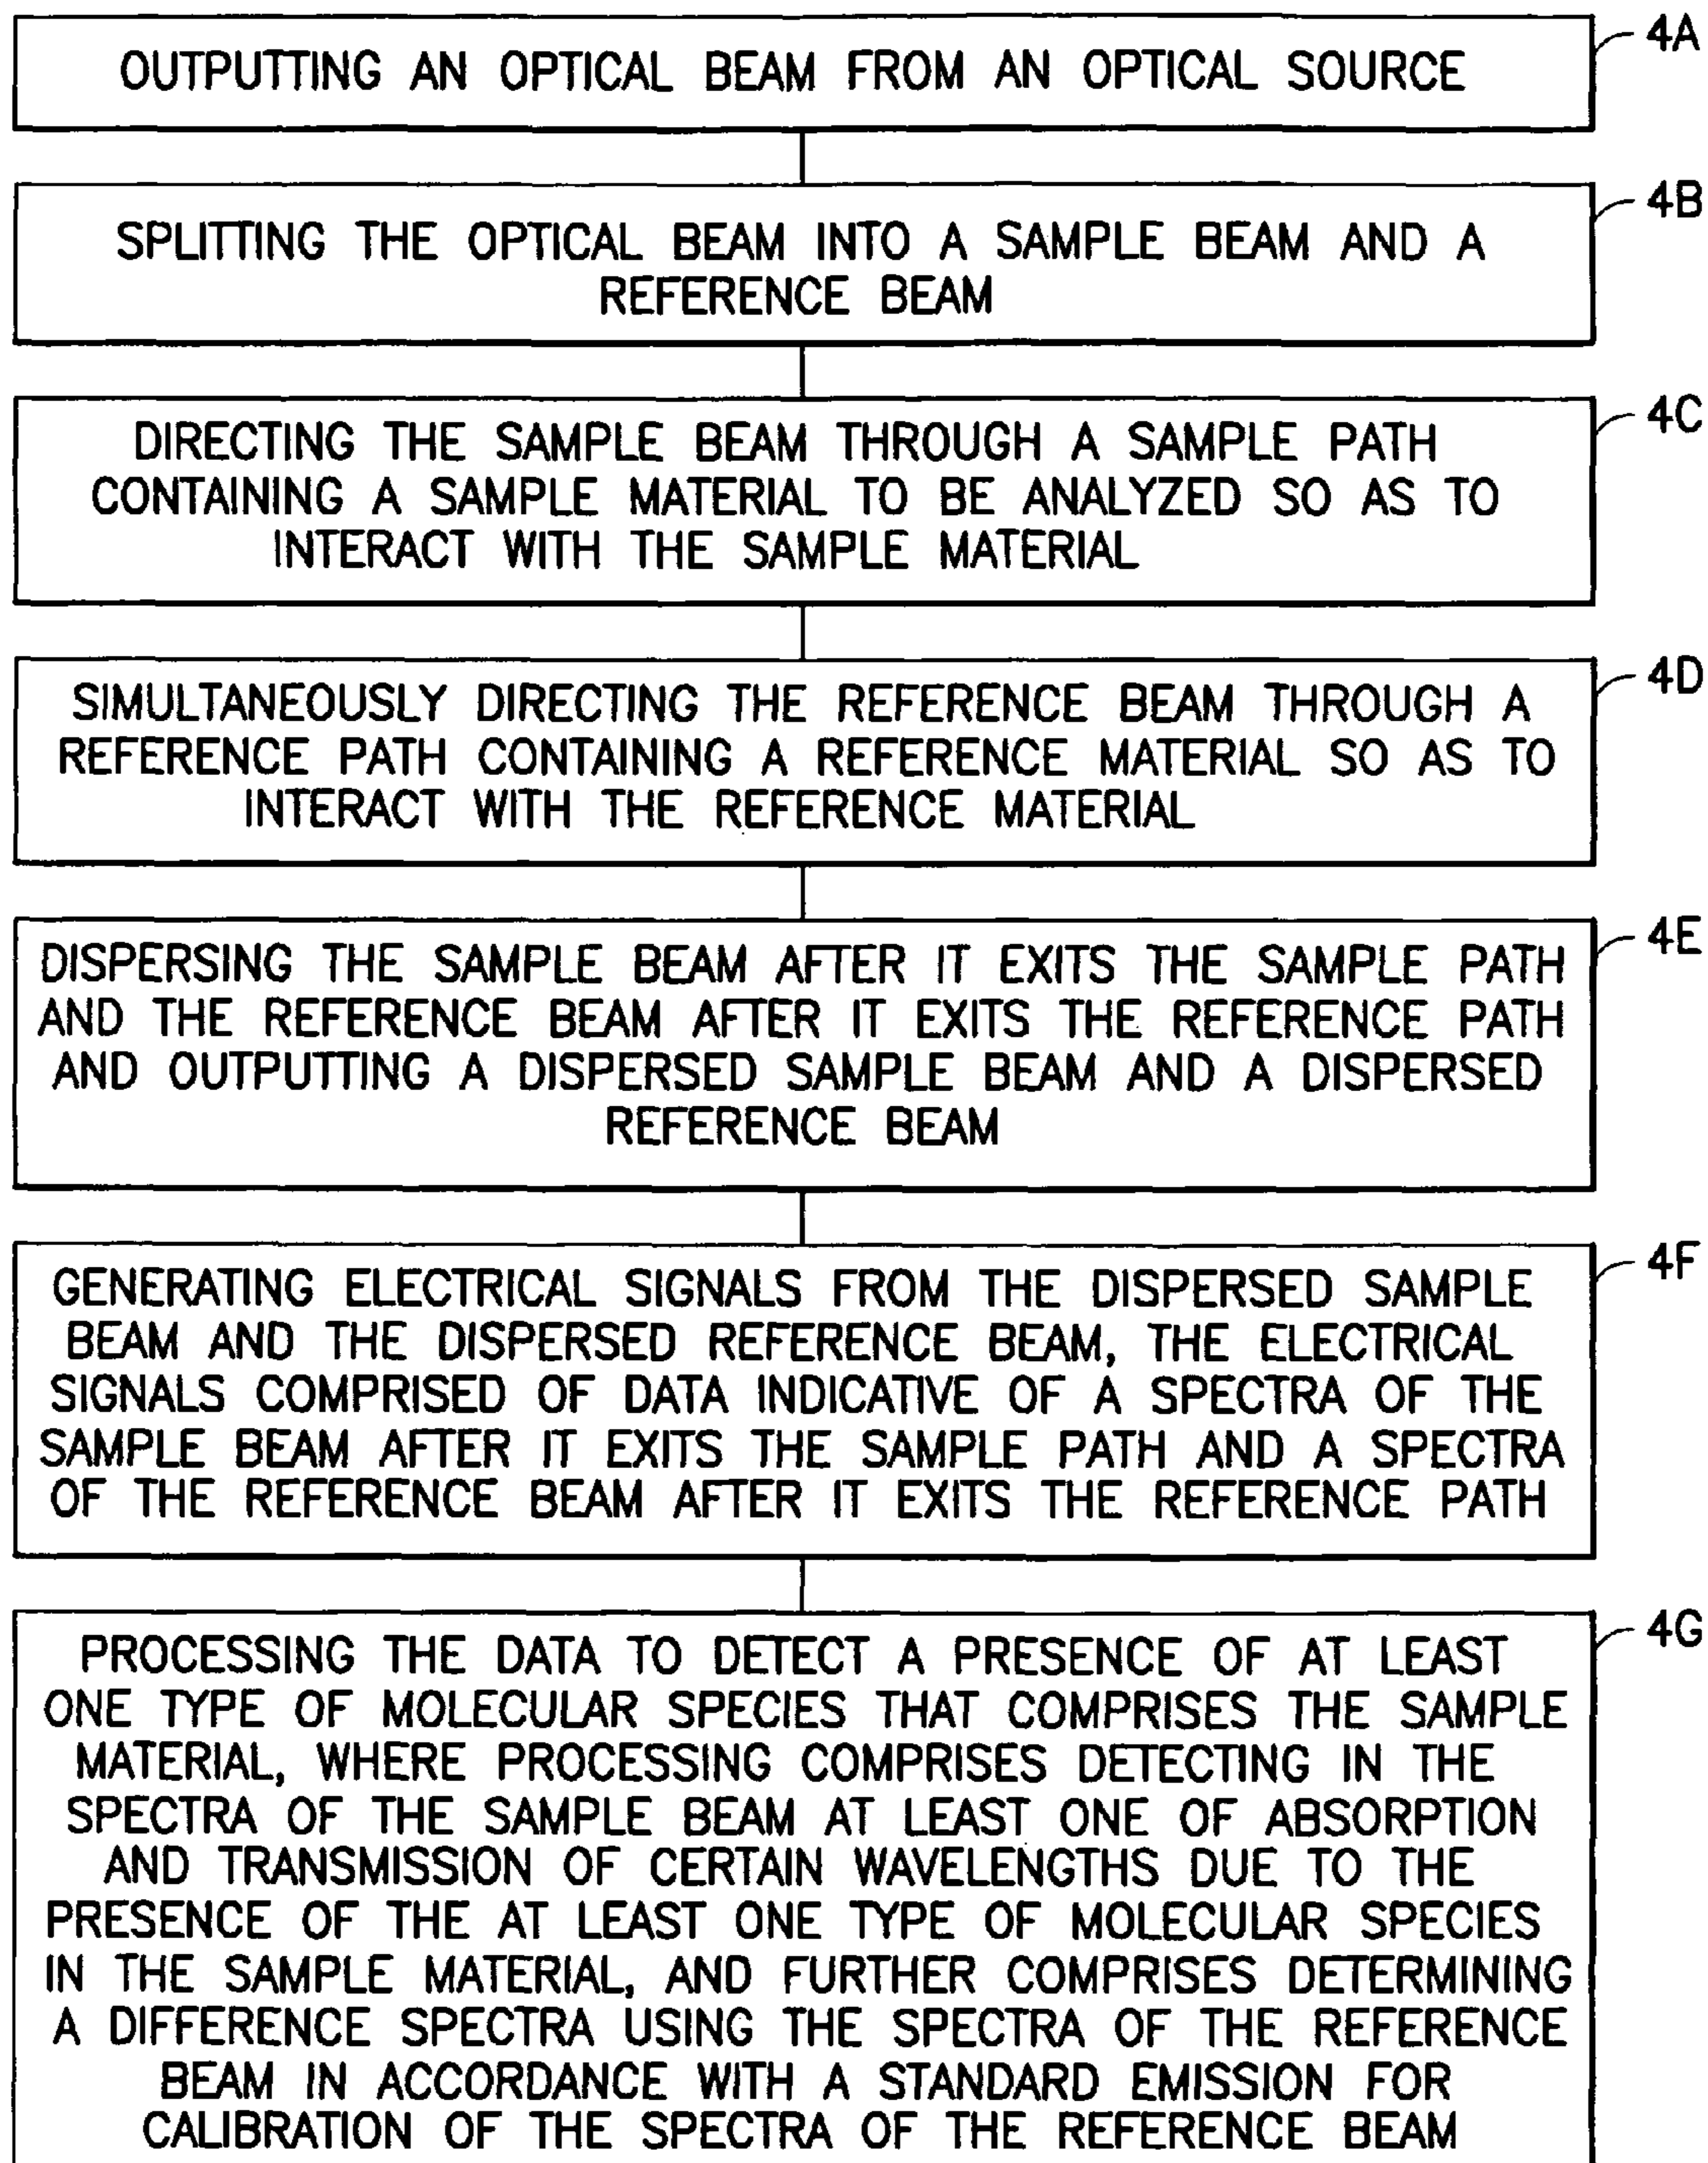 OUTPUTTING AN OPTICAL BEAM FROM AN OPTICAL SOURCE
4A
SPLITTING THE OPTICAL BEAM INTO A SAMPLE BEAM AND A
REFERENCE BEAM
4B
DIRECTING THE SAMPLE BEAM THROUGH A SAMPLE PATH
CONTAINING A SAMPLE MATERIAL TO BE ANALYZED SO AS TO
INTERACT WITH THE SAMPLE MATERIAL
4C
SIMULTANEOUSLY DIRECTING THE REFERENCE BEAM THROUGH A
REFERENCE PATH CONTAINING A REFERENCE MATERIAL SO AS TO
INTERACT WITH THE REFERENCE MATERIAL
4D
DISPERSING THE SAMPLE BEAM AFTER IT EXITS THE SAMPLE PATH
AND THE REFERENCE BEAM AFTER IT EXITS THE REFERENCE PATH
AND OUTPUTTING A DISPERSED SAMPLE BEAM AND A DISPERSED
REFERENCE BEAM
4E
GENERATING ELECTRICAL SIGNALS FROM THE DISPERSED SAMPLE
BEAM AND THE DISPERSED REFERENCE BEAM, THE ELECTRICAL
SIGNALS COMPRISED OF DATA INDICATIVE OF A SPECTRA OF THE
SAMPLE BEAM AFTER IT EXITS THE SAMPLE PATH AND A SPECTRA
OF THE REFERENCE BEAM AFTER IT EXITS THE REFERENCE PATH
4F
PROCESSING THE DATA TO DETECT A PRESENCE OF AT LEAST
ONE TYPE OF MOLECULAR SPECIES THAT COMPRISES THE SAMPLE
MATERIAL, WHERE PROCESSING COMPRISES DETECTING IN THE
SPECTRA OF THE SAMPLE BEAM AT LEAST ONE OF ABSORPTION
AND TRANSMISSION OF CERTAIN WAVELENGTHS DUE TO THE
PRESENCE OF THE AT LEAST ONE TYPE OF MOLECULAR SPECIES
IN THE SAMPLE MATERIAL, AND FURTHER COMPRISES DETERMINING
A DIFFERENCE SPECTRA USING THE SPECTRA OF THE REFERENCE
BEAM IN ACCORDANCE WITH A STANDARD EMISSION FOR
CALIBRATION OF THE SPECTRA OF THE REFERENCE BEAM
4G